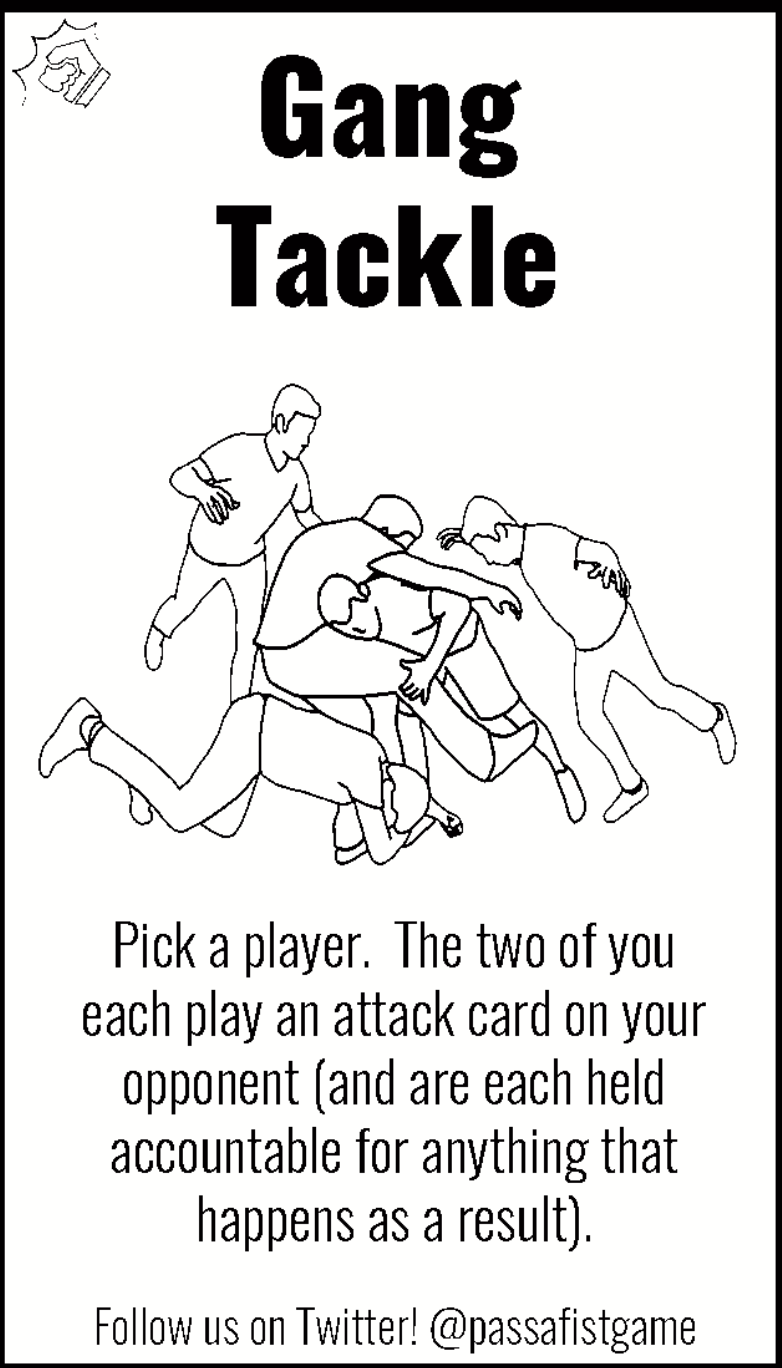 Gang
Tackle
Pick a player. The two of you
each play an attack card on your
opponent (and are each held
accountable for anything that
happens as a result).
Follow us on Twitter! @passafistgame